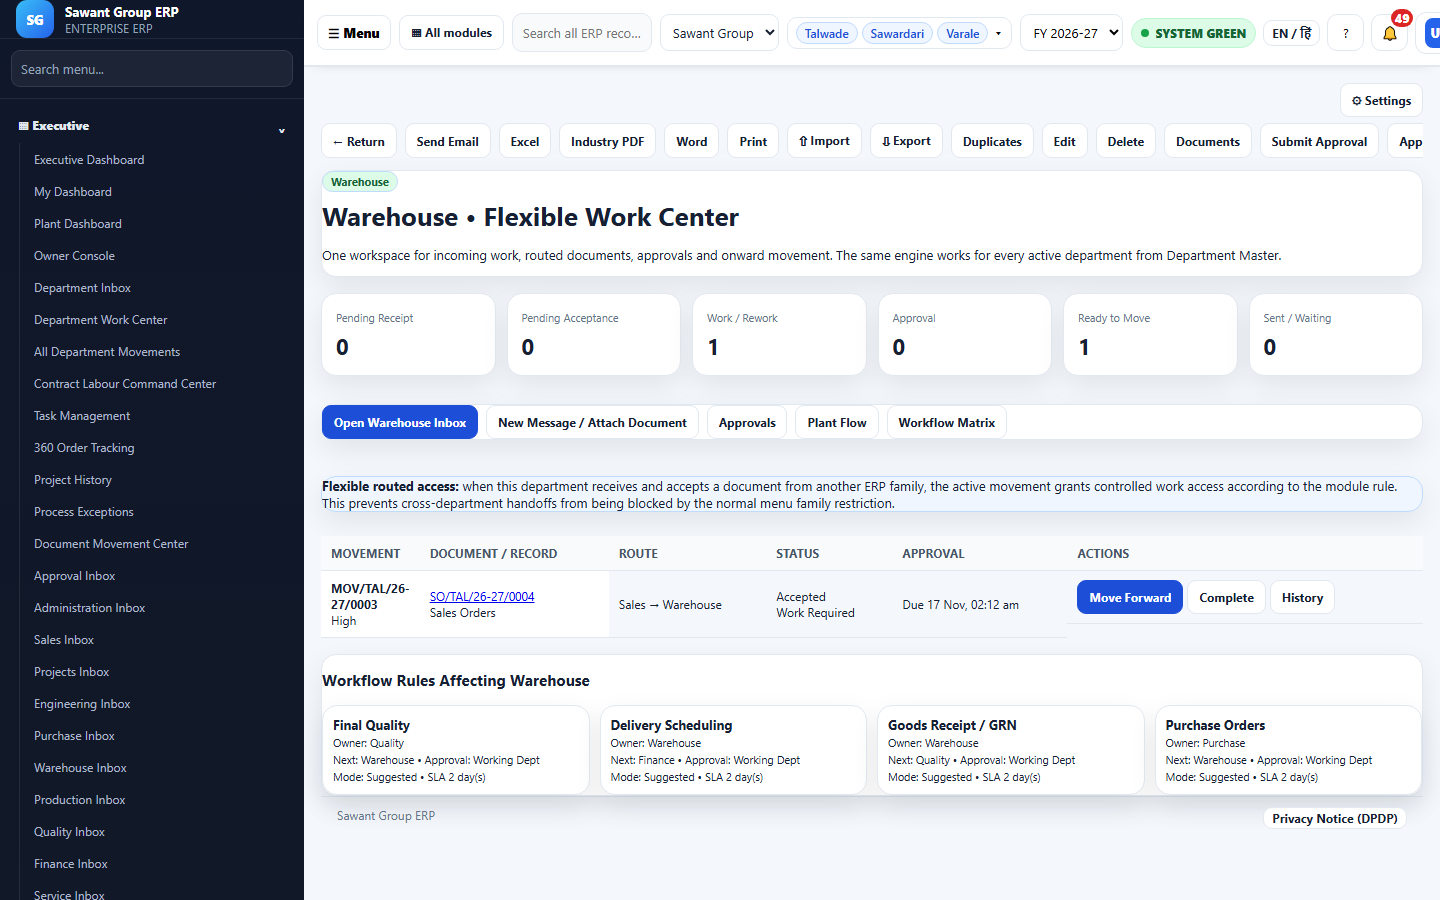 SG
Sawant Group ERP
ENTERPRISE ERP
Search menu...
Executive
Executive Dashboard
My Dashboard
Plant Dashboard
Owner Console
Department Inbox
Department Work Center
All Department Movements
Contract Labour Command Center
Task Management
360 Order Tracking
Project History
Process Exceptions
Document Movement Center
Approval Inbox
Administration Inbox
Sales Inbox
Projects Inbox
Engineering Inbox
Purchase Inbox
Warehouse Inbox
Production Inbox
Quality Inbox
Finance Inbox
Service Inbox
☰ Menu
All modules
Search all ERP reco...
Sawant Group
Talwade
Sawardari
Varale
FY 2026-27
SYSTEM GREEN
EN / हिं
?
49
U
⚙ Settings
← Return
Send Email
Excel
Industry PDF
Word
Print
⇧ Import
⇩ Export
Duplicates
Edit
Delete
Documents
Submit Approval
App
Warehouse
Warehouse • Flexible Work Center
One workspace for incoming work, routed documents, approvals and onward movement. The same engine works for every active department from Department Master.
Pending Receipt
0
Pending Acceptance
0
Work / Rework
1
Approval
0
Ready to Move
1
Sent / Waiting
0
Open Warehouse Inbox
New Message / Attach Document
Approvals
Plant Flow
Workflow Matrix
Flexible routed access: when this department receives and accepts a document from another ERP family, the active movement grants controlled work access according to the module rule.
This prevents cross-department handoffs from being blocked by the normal menu family restriction.
MOVEMENT DOCUMENT / RECORD ROUTE STATUS APPROVAL ACTIONS
MOV/TAL/26-
27/0003
High
SO/TAL/26-27/0004
Sales Orders
Sales → Warehouse
Accepted
Work Required
Due 17 Nov, 02:12 am
Move Forward
Complete
History
Workflow Rules Affecting Warehouse
Final Quality
Owner: Quality
Next: Warehouse • Approval: Working Dept
Mode: Suggested • SLA 2 day(s)
Delivery Scheduling
Owner: Warehouse
Next: Finance • Approval: Working Dept
Mode: Suggested • SLA 2 day(s)
Goods Receipt / GRN
Owner: Warehouse
Next: Quality • Approval: Working Dept
Mode: Suggested • SLA 2 day(s)
Purchase Orders
Owner: Purchase
Next: Warehouse • Approval: Working Dept
Mode: Suggested • SLA 2 day(s)
Sawant Group ERP
Privacy Notice (DPDP)